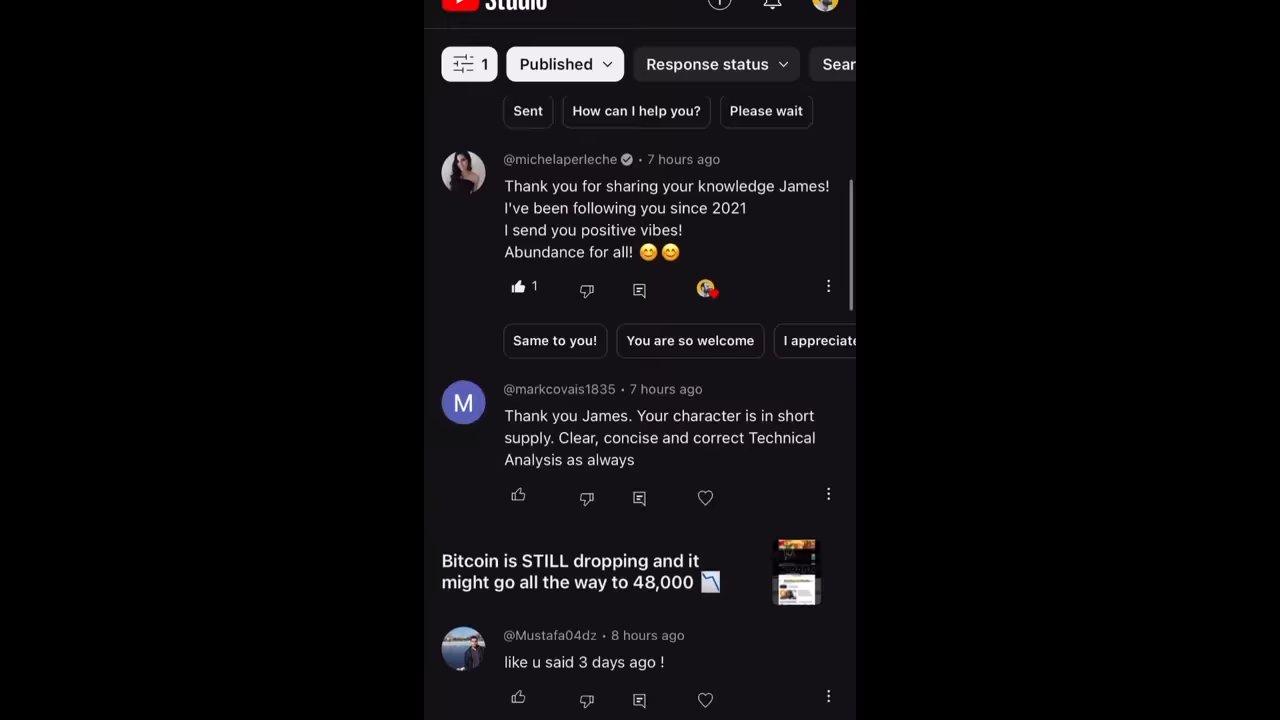 Studio
1 Published Response status Sear
Sent How can I help you? Please wait
@michelaperleche • 7 hours ago
Thank you for sharing your knowledge James!
I've been following you since 2021
I send you positive vibes!
Abundance for all! 😊😊
1
Same to you! You are so welcome I appreciate
M
@markcovais1835 • 7 hours ago
Thank you James. Your character is in short
supply. Clear, concise and correct Technical
Analysis as always
Bitcoin is STILL dropping and it
might go all the way to 48,000 📉
@Mustafa04dz • 8 hours ago
like u said 3 days ago !